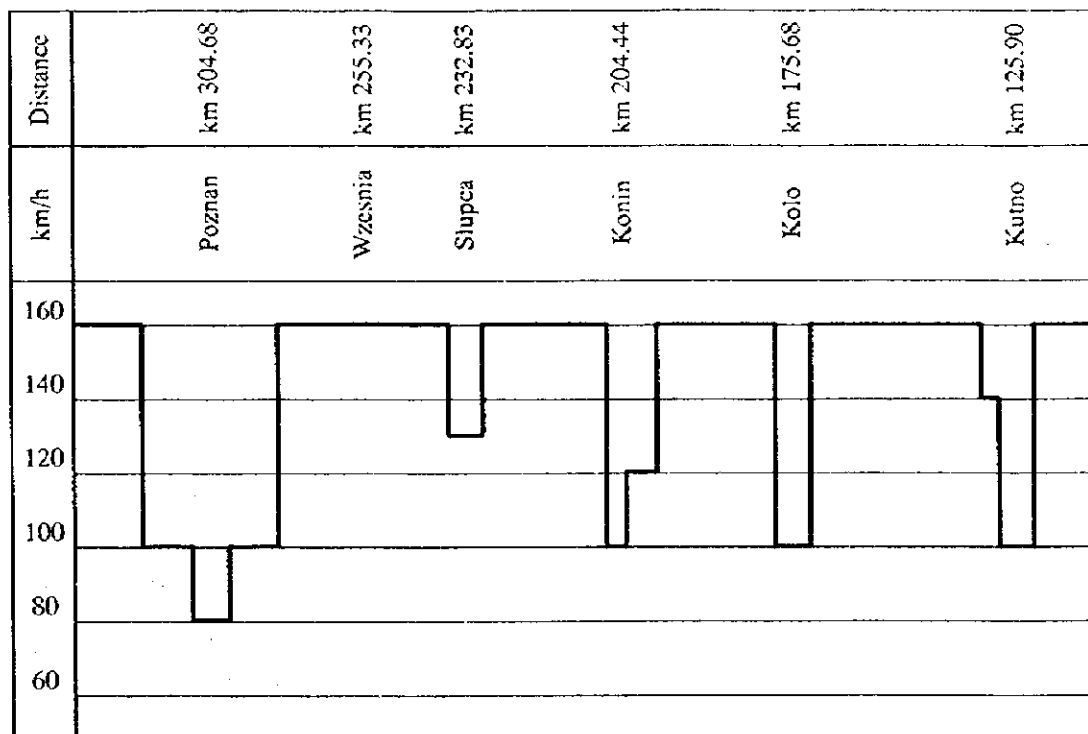 Distance
km 304.68
km 255.33
km 232.83
km 204.44
km 175.68
km 125.90
km/h
Poznan
Wzesnia
Słupca
Konin
Kolo
Kutno
160
140
120
100
80
60